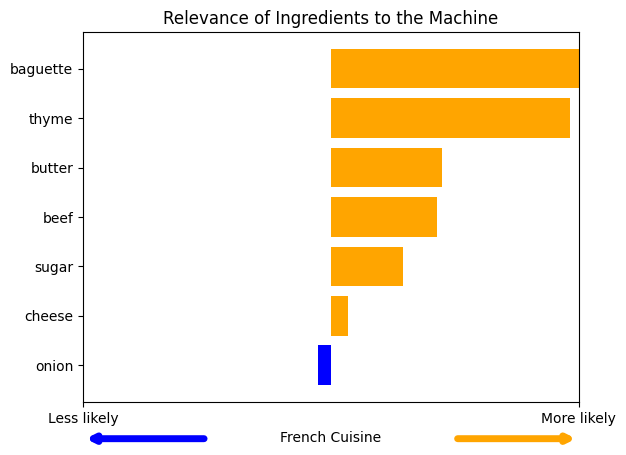 Relevance of Ingredients to the Machine
baguette
thyme
butter
beef
sugar
cheese
onion
Less likely
More likely
French Cuisine